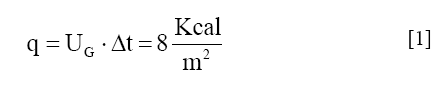 q = U_G · Δt = 8 Kcal/m² [1]